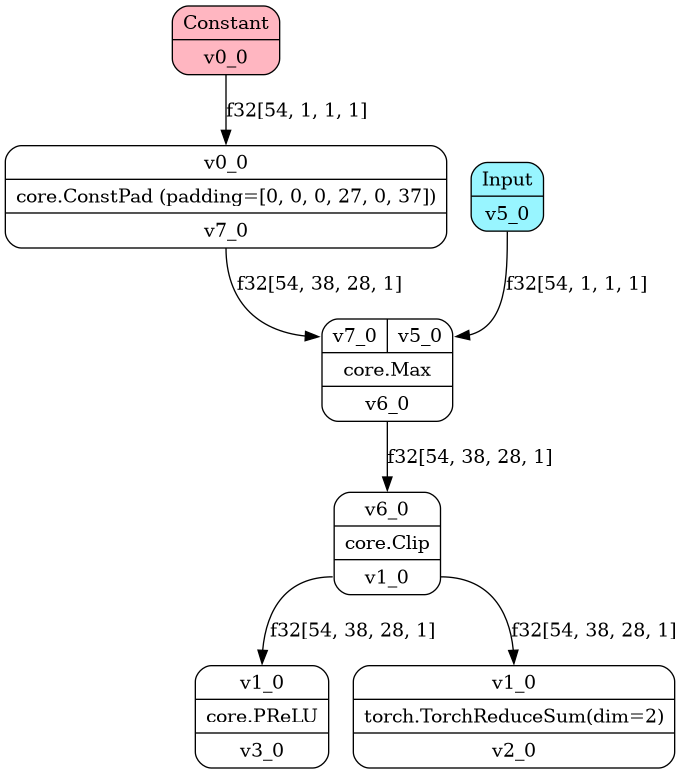 Constant
v0_0
f32[54, 1, 1, 1]
v0_0
core.ConstPad (padding=[0, 0, 0, 27, 0, 37])
v7_0
Input
v5_0
f32[54, 38, 28, 1]
f32[54, 1, 1, 1]
v7_0 v5_0
core.Max
v6_0
f32[54, 38, 28, 1]
v6_0
core.Clip
v1_0
f32[54, 38, 28, 1]
f32[54, 38, 28, 1]
v1_0
core.PReLU
v3_0
v1_0
torch.TorchReduceSum(dim=2)
v2_0